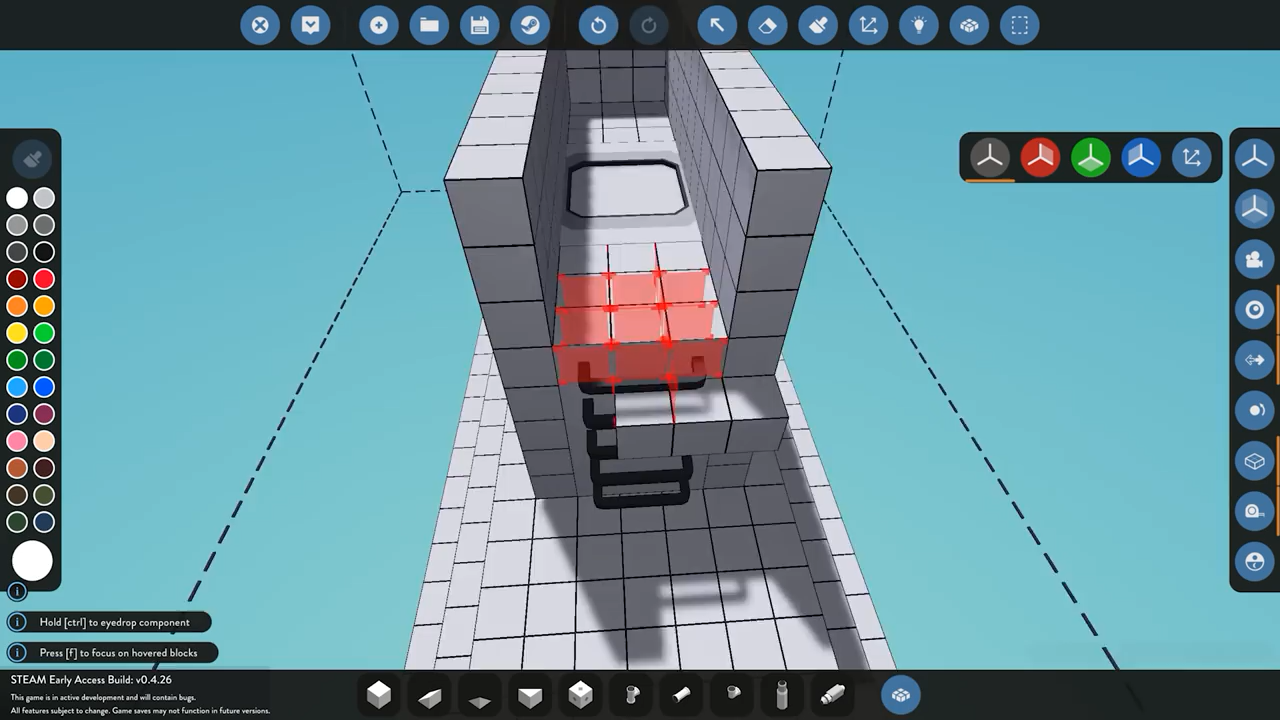 Hold [ctrl] to eyedrop component
Press [f] to focus on hovered blocks
STEAM Early Access Build: v0.4.26
This game is in active development and will contain bugs.
All features subject to change. Game saves may not function in future versions.